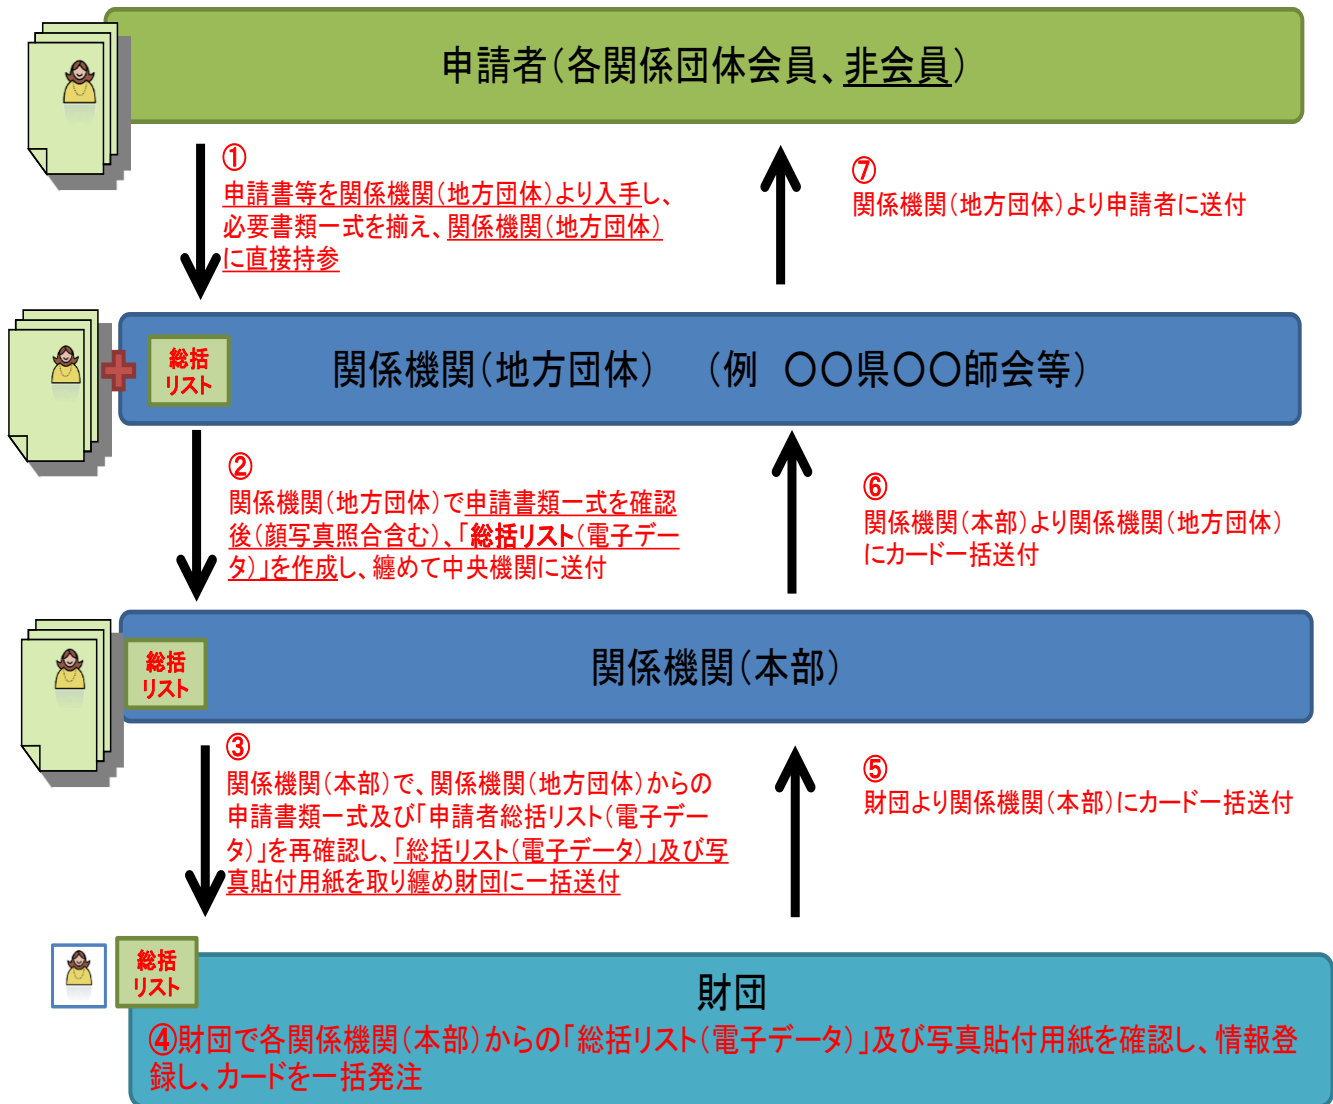 申請者（各関係団体会員、非会員）
①
申請書等を関係機関（地方団体）より入手し、
必要書類一式を揃え、関係機関（地方団体）
に直接持参
⑦
関係機関（地方団体）より申請者に送付
総括
リスト
関係機関（地方団体）　（例　〇〇県〇〇師会等）
②
関係機関（地方団体）で申請書類一式を確認
後（顔写真照合含む）、「総括リスト（電子デー
タ）」を作成し、纏めて中央機関に送付
⑥
関係機関（本部）より関係機関（地方団体）
にカード一括送付
総括
リスト
関係機関（本部）
③
関係機関（本部）で、関係機関（地方団体）からの
申請書類一式及び「申請者総括リスト（電子デー
タ）」を再確認し、「総括リスト（電子データ）」及び写
真貼付用紙を取り纏め財団に一括送付
⑤
財団より関係機関（本部）にカード一括送付
総括
リスト
財団
④財団で各関係機関（本部）からの「総括リスト（電子データ）」及び写真貼付用紙を確認し、情報登
録し、カードを一括発注